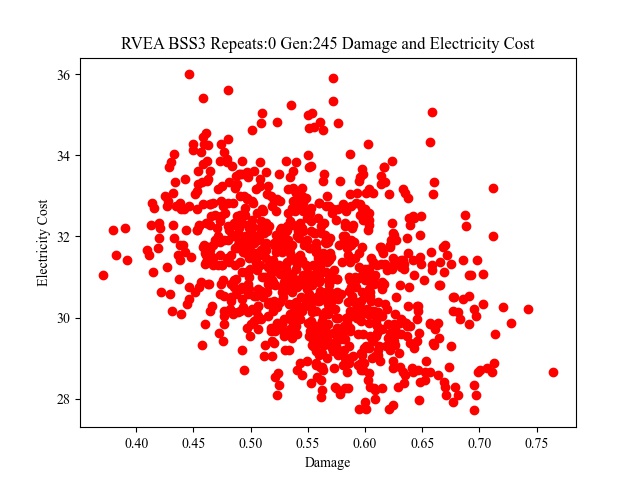 RVEA BSS3 Repeats:0 Gen:245 Damage and Electricity Cost
36
34
32
30
28
Electricity Cost
0.40 0.45 0.50 0.55 0.60 0.65 0.70 0.75
Damage